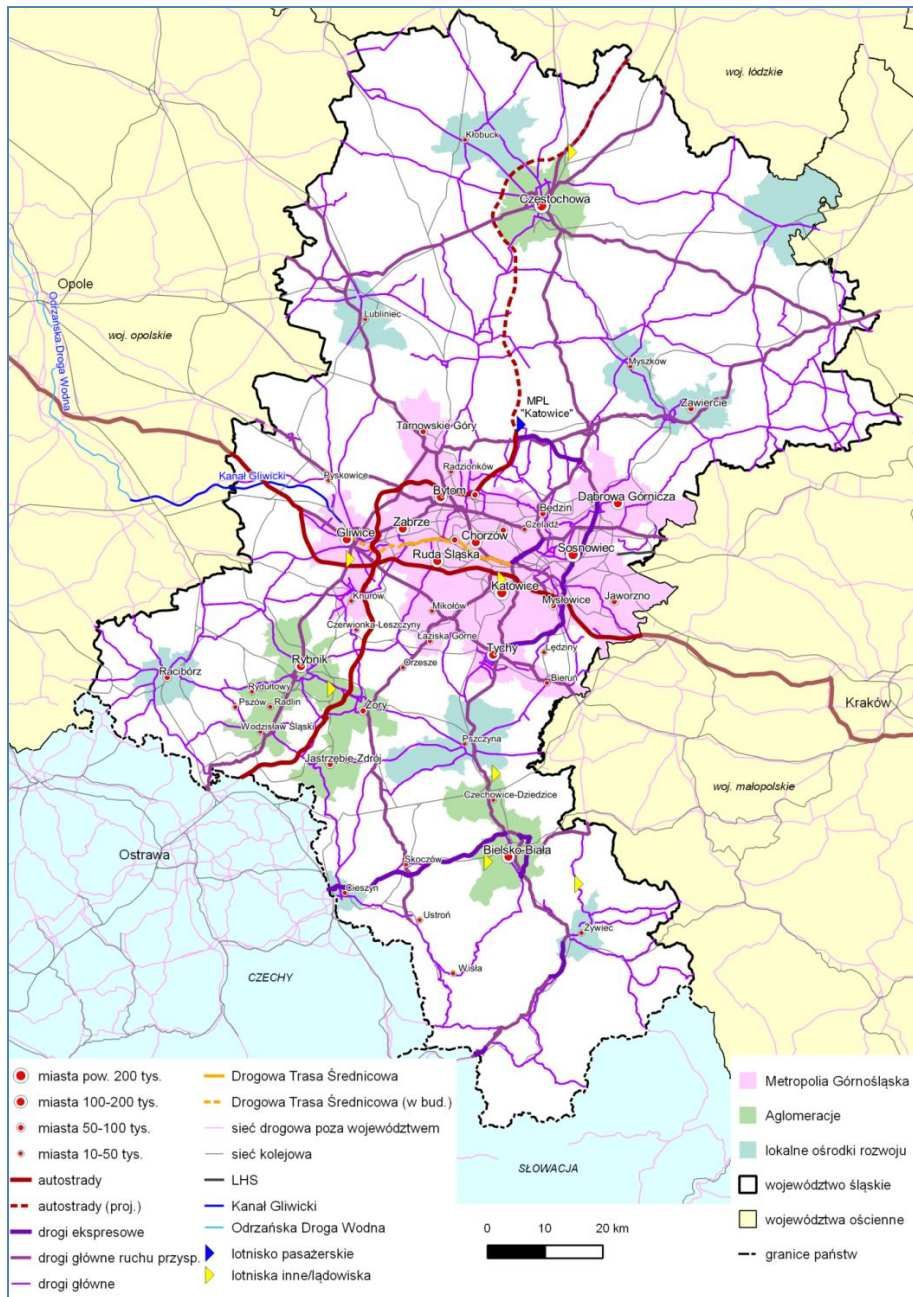 woj. łódzkie
Kłobuck
Częstochowa
Opole
Odrzańska Droga Wodna
woj. opolskie
Lubliniec
Myszków
Zawiercie
MPL
"Katowice"
Tarnowskie Góry
Radzionków
Pyskowice
Kanał Gliwicki
Bytom
Będzin
Dąbrowa Górnicza
Czeladź
Zabrze
Chorzów
Gliwice
Ruda Śląska
Sosnowiec
Katowice
Knurów
Mikołów
Mysłowice
Jaworzno
Czerwionka-Leszczyny
Łaziska Górne
Lędziny
Tychy
Orzesze
Rybnik
Racibórz
Bieruń
Kraków
Rydułtowy
Pszów
Radlin
Żory
Wodzisław Śląski
Pszczyna
Jastrzębie-Zdrój
woj. małopolskie
Czechowice-Dziedzice
Ostrawa
Bielsko-Biała
Skoczów
Cieszyn
Ustroń
Żywiec
Wisła
CZECHY
SŁOWACJA
miasta pow. 200 tys.
miasta 100-200 tys.
miasta 50-100 tys.
miasta 10-50 tys.
autostrady
autostrady (proj.)
drogi ekspresowe
drogi główne ruchu przysp.
drogi główne
Drogowa Trasa Średnicowa
Drogowa Trasa Średnicowa (w bud.)
sieć drogowa poza województwem
sieć kolejowa
LHS
Kanał Gliwicki
Odrzańska Droga Wodna
lotnisko pasażerskie
lotniska inne/lądowiska
0 10 20 km
Metropolia Górnośląska
Aglomeracje
lokalne ośrodki rozwoju
województwo śląskie
województwa ościenne
granice państw